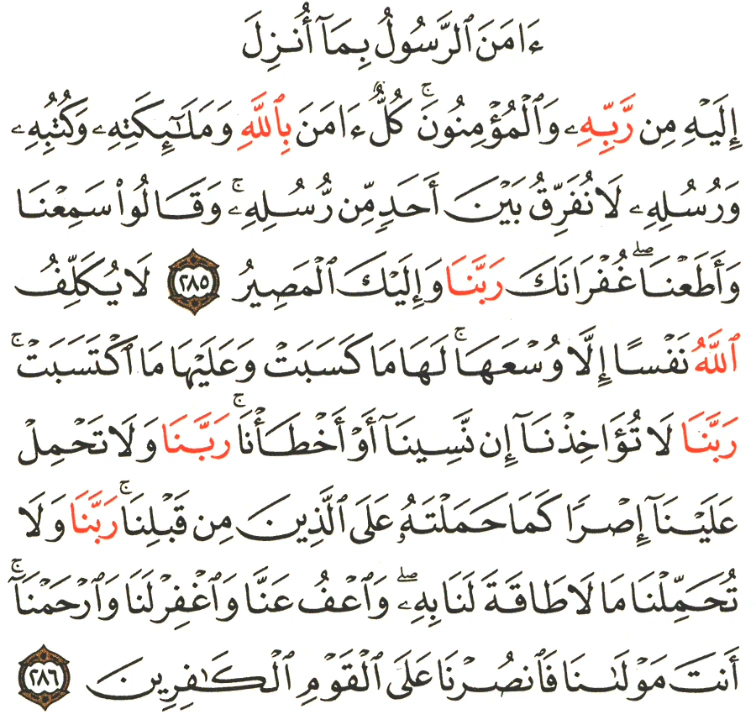 ءَامَنَ ٱلرَّسُولُ بِمَآ أُنزِلَ
إِلَيْهِ مِن رَّبِّهِۦ وَٱلْمُؤْمِنُونَ ۚ كُلٌّ ءَامَنَ بِٱللَّهِ وَمَلَٰٓئِكَتِهِۦ وَكُتُبِهِۦ
وَرُسُلِهِۦ لَا نُفَرِّقُ بَيْنَ أَحَدٍ مِّن رُّسُلِهِۦ ۚ وَقَالُوا۟ سَمِعْنَا
وَأَطَعْنَا ۖ غُفْرَانَكَ رَبَّنَا وَإِلَيْكَ ٱلْمَصِيرُ ٢٨٥ لَا يُكَلِّفُ
ٱللَّهُ نَفْسًا إِلَّا وُسْعَهَا ۚ لَهَا مَا كَسَبَتْ وَعَلَيْهَا مَا ٱكْتَسَبَتْ ۗ
رَبَّنَا لَا تُؤَاخِذْنَآ إِن نَّسِينَآ أَوْ أَخْطَأْنَا ۚ رَبَّنَا وَلَا تَحْمِلْ
عَلَيْنَآ إِصْرًا كَمَا حَمَلْتَهُۥ عَلَى ٱلَّذِينَ مِن قَبْلِنَا ۚ رَبَّنَا وَلَا
تُحَمِّلْنَا مَا لَا طَاقَةَ لَنَا بِهِۦ ۖ وَٱعْفُ عَنَّا وَٱغْفِرْ لَنَا وَٱرْحَمْنَآ ۚ
أَنتَ مَوْلَىٰنَا فَٱنصُرْنَا عَلَى ٱلْقَوْمِ ٱلْكَٰفِرِينَ ٢٨٦